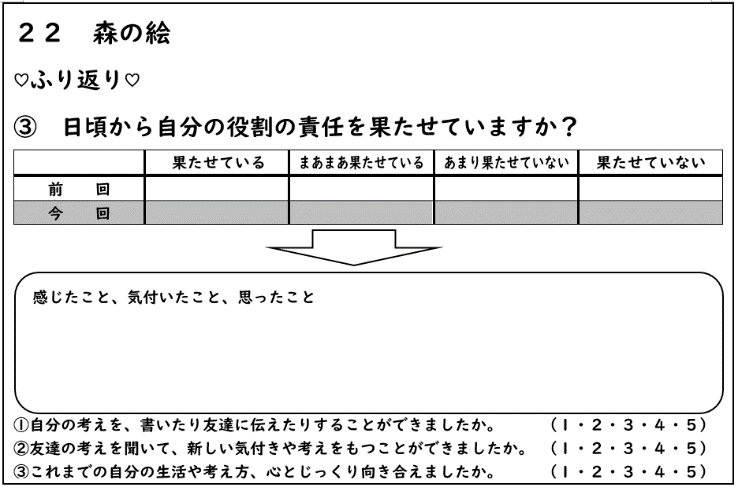 ２２　森の絵
♡ふり返り♡
③　日頃から自分の役割の責任を果たせていますか？
果たせている　まあまあ果たせている　あまり果たせていない　果たせていない
前　回
今　回
感じたこと、気付いたこと、思ったこと
①自分の考えを、書いたり友達に伝えたりすることができましたか。　（１・２・３・４・５）
②友達の考えを聞いて、新しい気付きや考えをもつことができましたか。　（１・２・３・４・５）
③これまでの自分の生活や考え方、心とじっくり向き合えましたか。　（１・２・３・４・５）